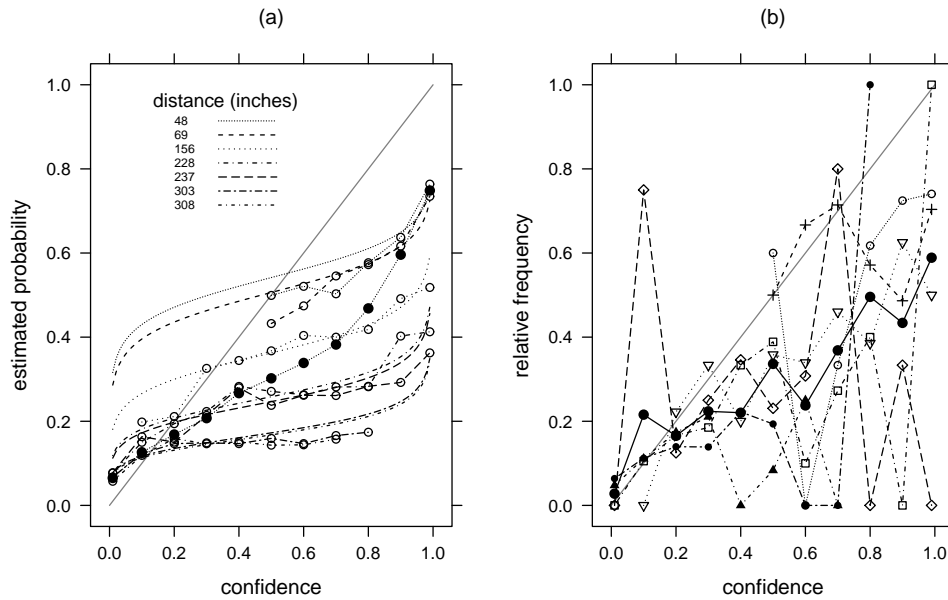 (a)
estimated probability
1.0
0.8
0.6
0.4
0.2
0.0
distance (inches)
48
69
156
228
237
303
308
0.0 0.2 0.4 0.6 0.8 1.0
confidence
(b)
relative frequency
1.0
0.8
0.6
0.4
0.2
0.0
0.0 0.2 0.4 0.6 0.8 1.0
confidence